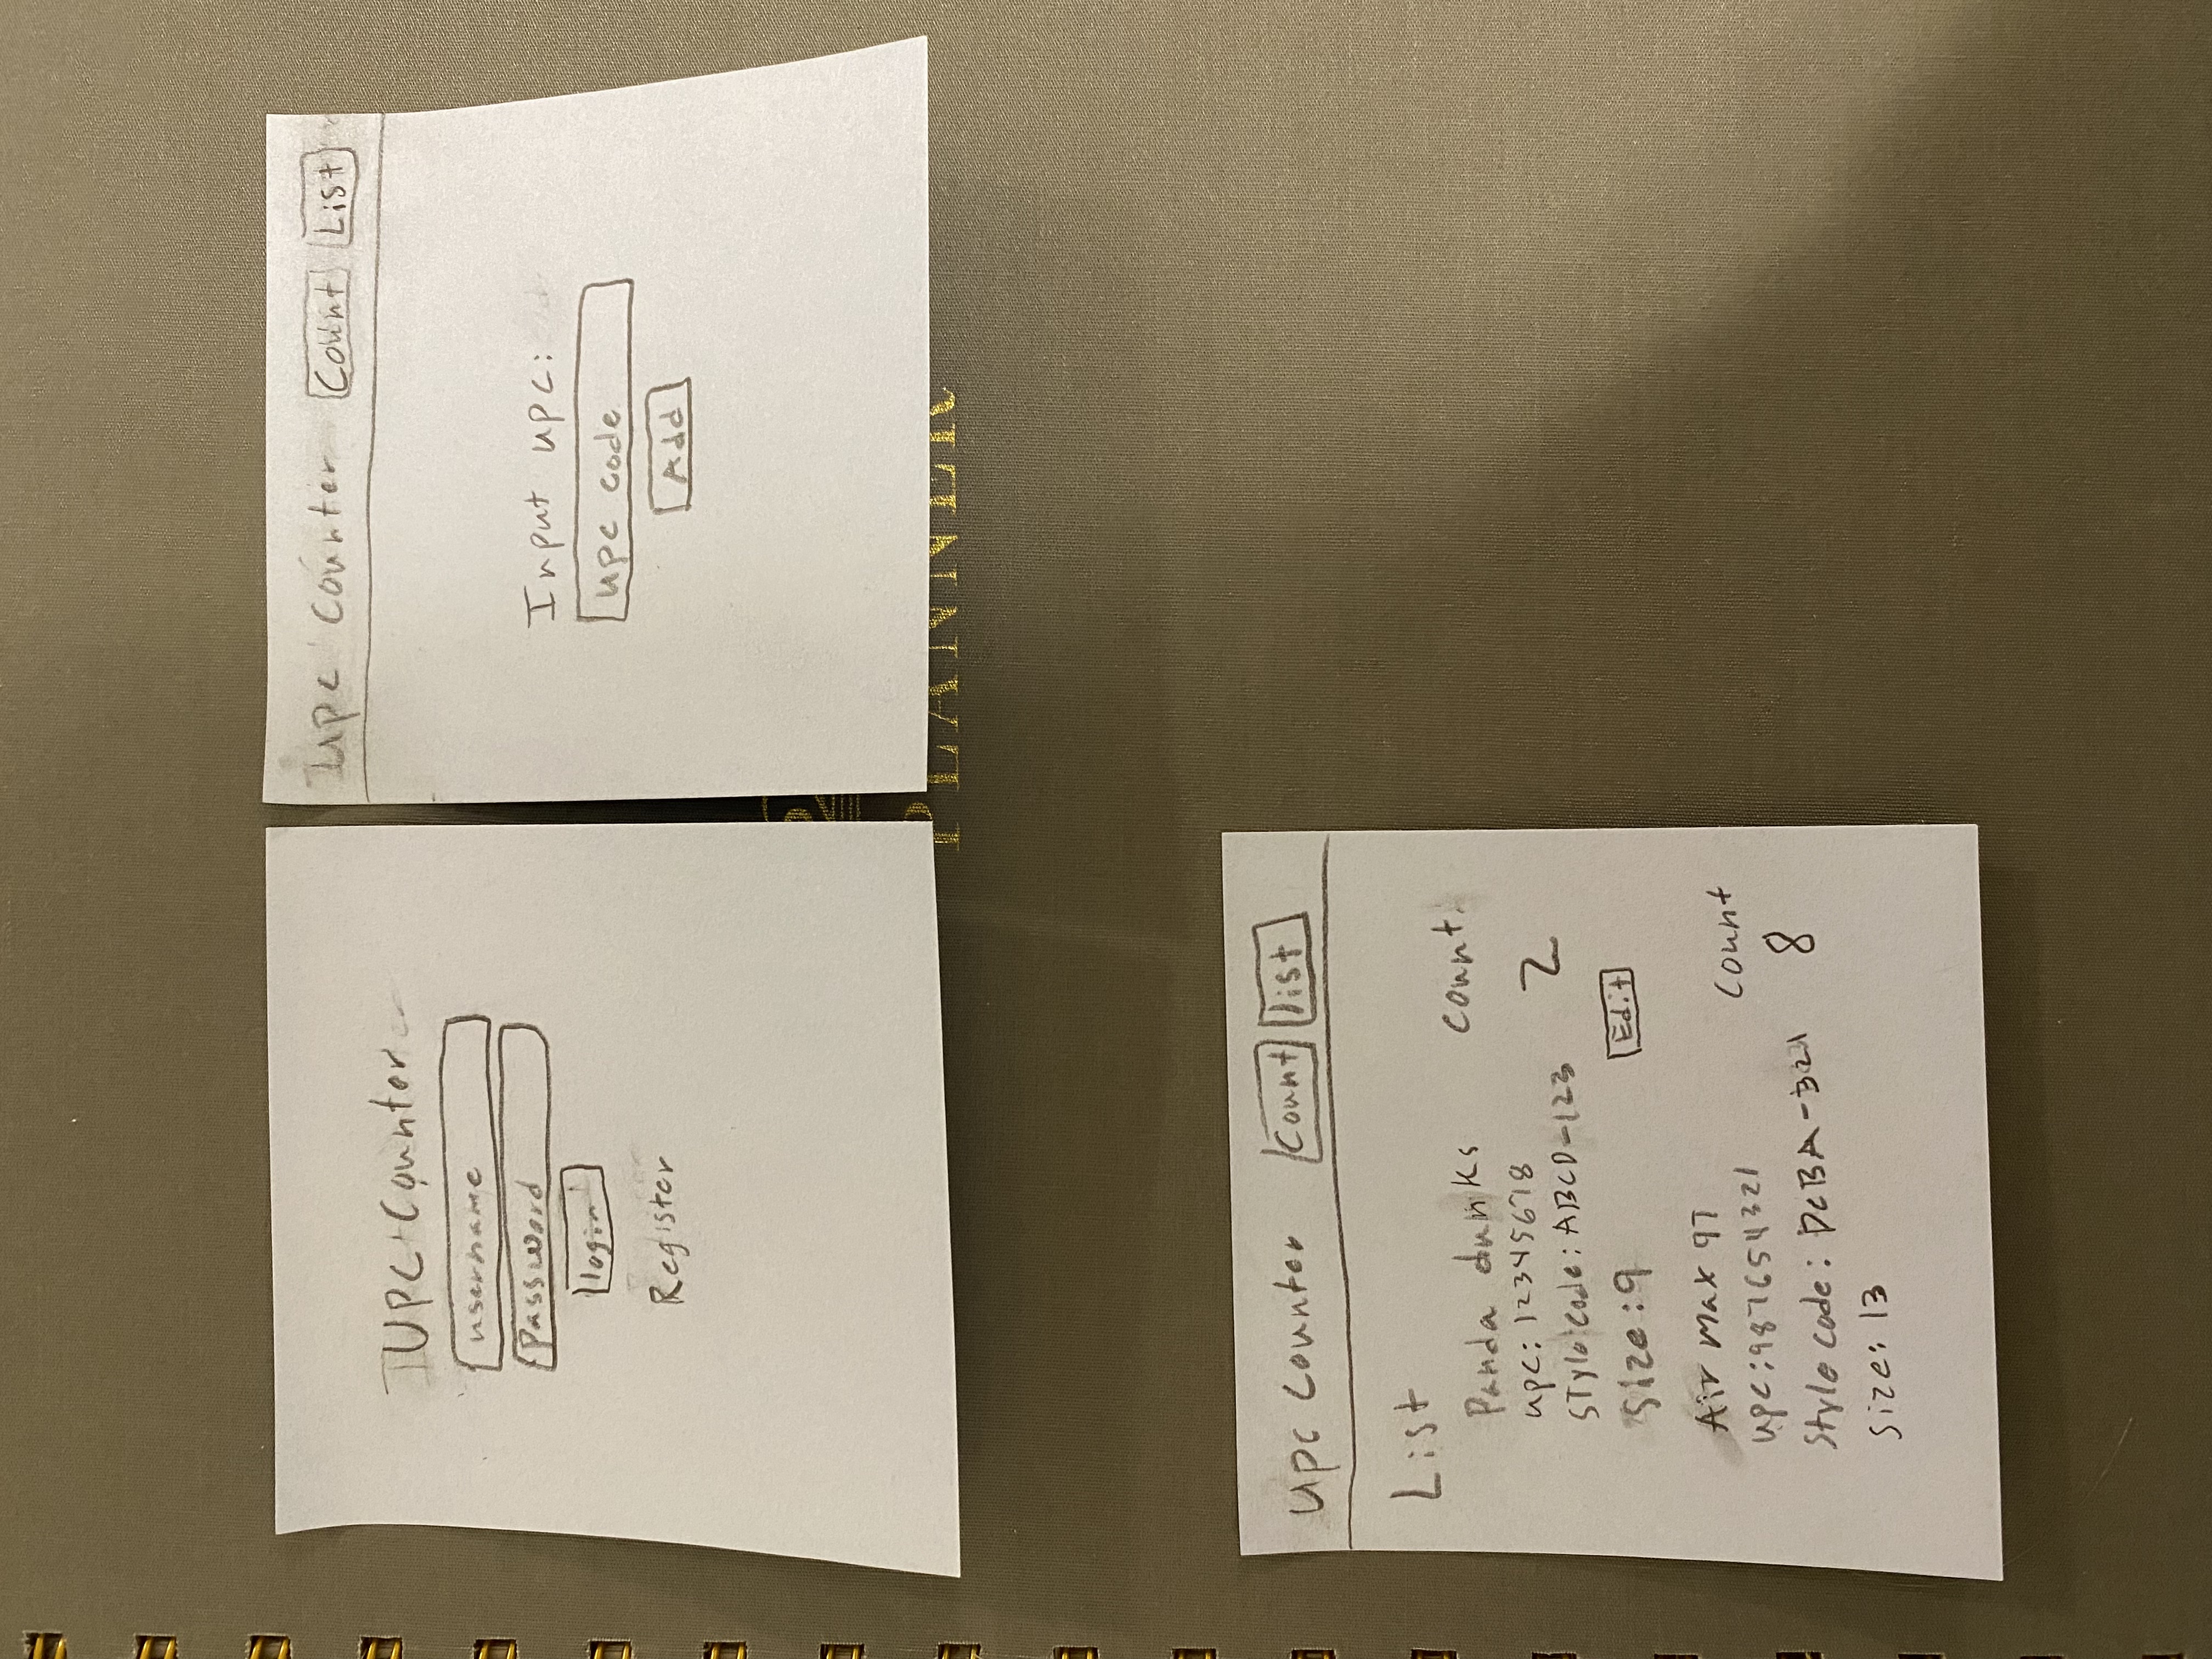 UPC Counter
username
Password
login
Register
Upc Counter Count List
Input upc:
upc code
Add
PLANNER
Upc Counter Count list
List
Panda dunks count
upc: 12345678
STyle code: ABCD-123
2
Size: 9
Edit
Air Max 97
upc: 987654321
Style code: DCBA-321
Size: 13
Count
8